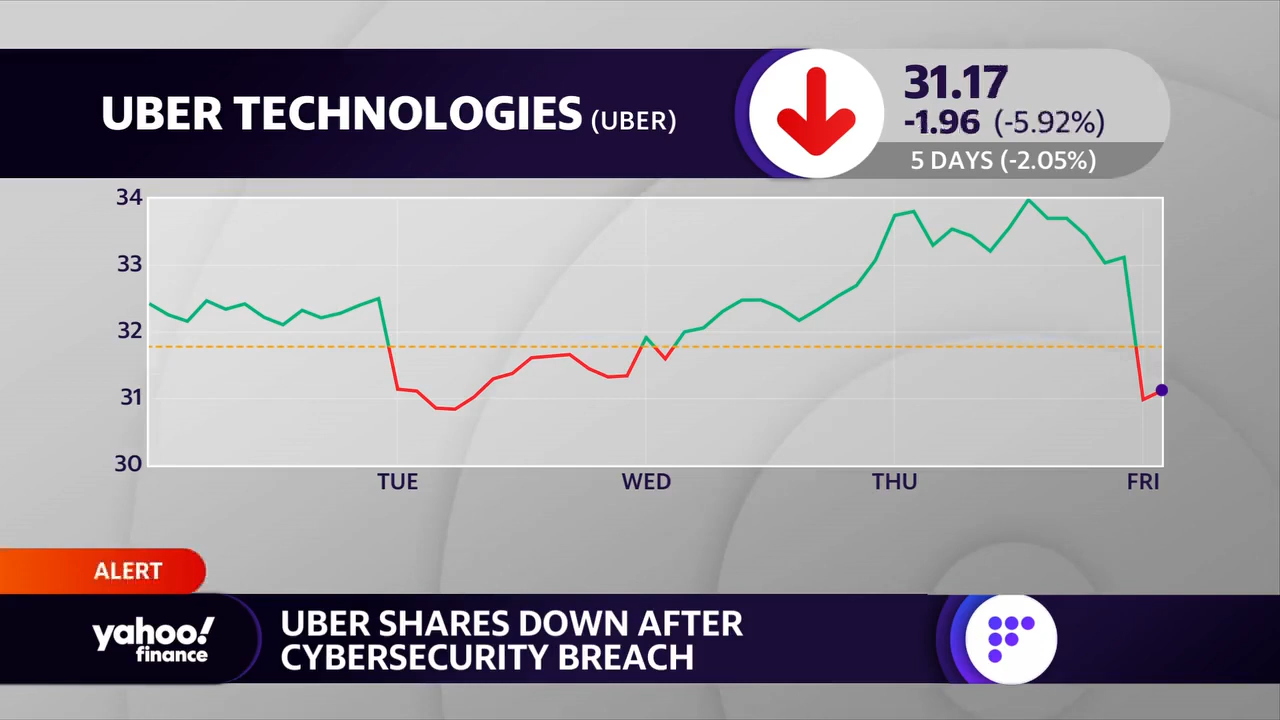 UBER TECHNOLOGIES (UBER)
31.17
-1.96 (-5.92%)
5 DAYS (-2.05%)
34
33
32
31
30
TUE WED THU FRI
ALERT
yahoo!
finance
UBER SHARES DOWN AFTER
CYBERSECURITY BREACH